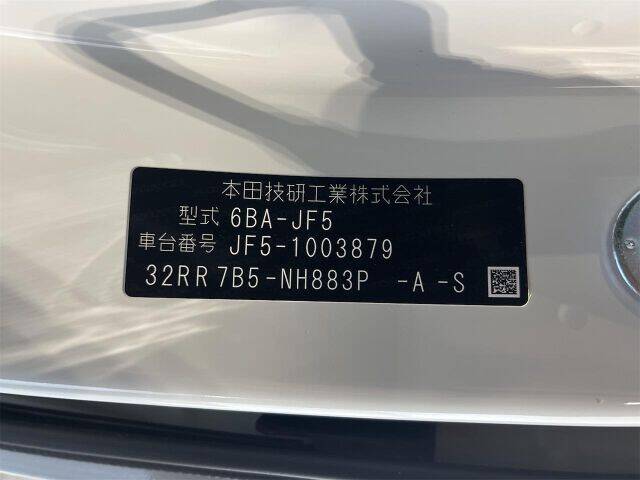 本田技研工業株式会社
型式 6BA-JF5
車台番号 JF5-1003879
32RR 7B5-NH883P -A -S